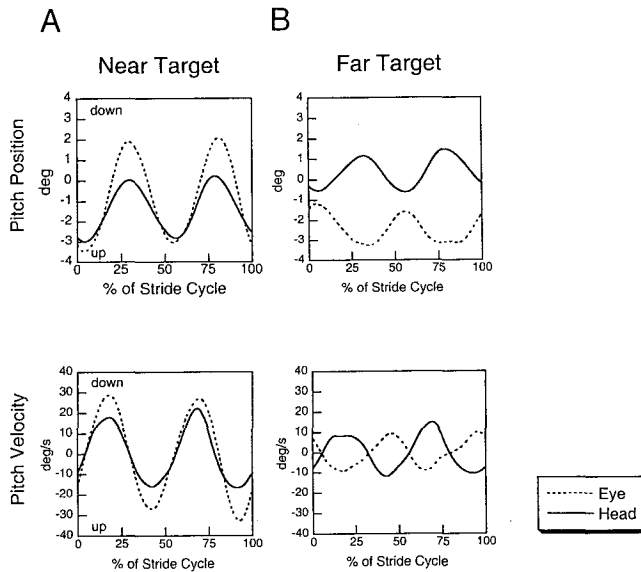 A
B
Near Target
Far Target
Pitch Position
deg
4
3
2
1
0
-1
-2
-3
-4
down
up
0
25
50
75
100
% of Stride Cycle
deg
4
3
2
1
0
-1
-2
-3
-4
0
25
50
75
100
% of Stride Cycle
Pitch Velocity
deg/s
40
30
20
10
0
-10
-20
-30
-40
down
up
0
25
50
75
100
% of Stride Cycle
deg/s
40
30
20
10
0
-10
-20
-30
-40
0
25
50
75
100
% of Stride Cycle
Eye
Head